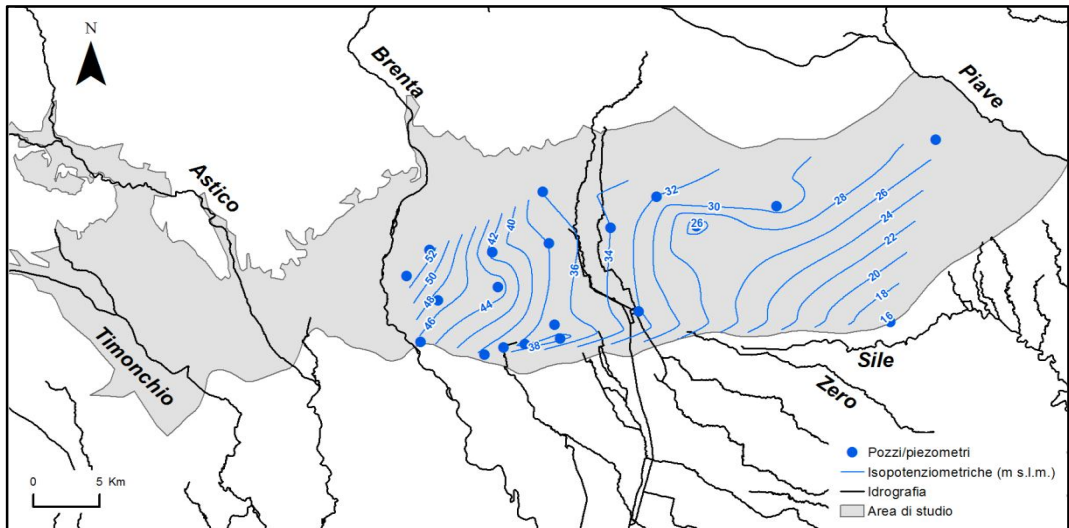 N
Brenta
Piave
Astico
32
28
30
26
26
40
42
24
52
22
36
34
50
20
48
44
18
46
16
38
Timonchio
Sile
Zero
Pozzi/piezometri
Isopotenziometriche (m s.l.m.)
Idrografia
Area di studio
0 5 Km